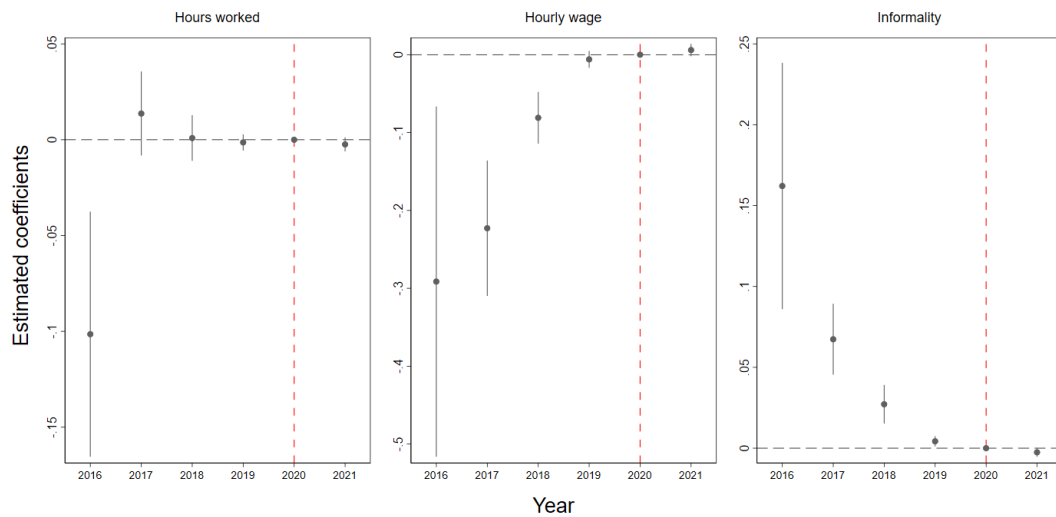 Hours worked
Hourly wage
Informality
Estimated coefficients
.05
0
-.05
-.1
-.15
2016 2017 2018 2019 2020 2021
0
-.1
-.2
-.3
-.4
-.5
2016 2017 2018 2019 2020 2021
.25
.2
.15
.1
.05
0
2016 2017 2018 2019 2020 2021
Year